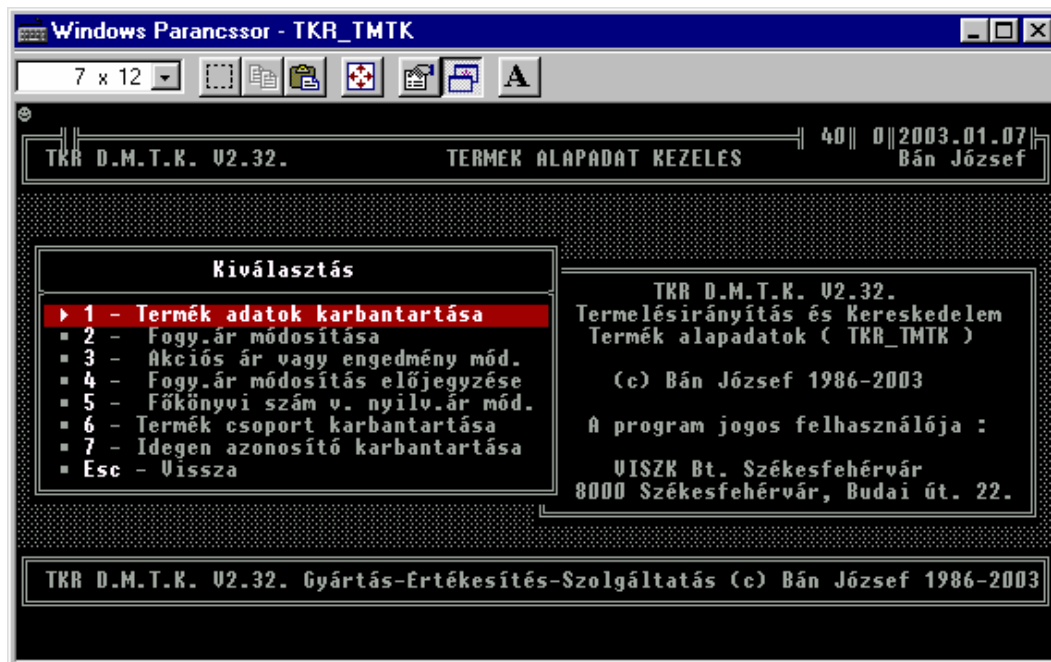 Windows Parancssor - TKR_TMTK
7 x 12
A
40 0 2003.01.07
TKR D.M.T.K. V2.32. TERMÉK ALAPADAT KEZELÉS Bán József
Kiválasztás
1 - Termék adatok karbantartása
2 - Fogy.ár módosítása
3 - Akciós ár vagy engedmény mód.
4 - Fogy.ár módosítás előjegyzése
5 - Főkönyvi szám v. nyilv.ár mód.
6 - Termék csoport karbantartása
7 - Idegen azonosító karbantartása
Esc - Vissza
TKR D.M.T.K. V2.32.
Termelésirányítás és Kereskedelem
Termék alapadatok ( TKR_TMTK )
(c) Bán József 1986-2003
A program jogos felhasználója :
VISZK Bt. Székesfehérvár
8000 Székesfehérvár, Budai út. 22.
TKR D.M.T.K. V2.32. Gyártás-Értékesítés-Szolgáltatás (c) Bán József 1986-2003